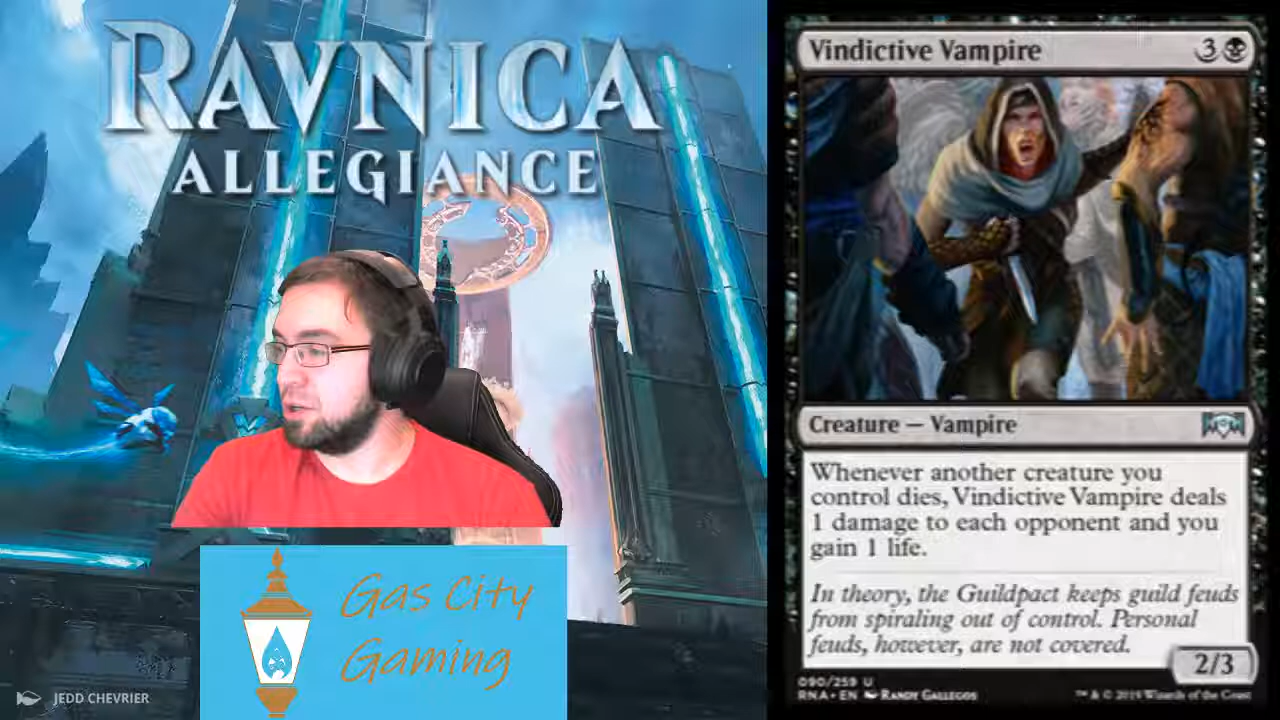 RAVNICA
ALLEGIANCE
Gas City
Gaming
JEDD CHEVRIER
Vindictive Vampire 3
Creature — Vampire
Whenever another creature you
control dies, Vindictive Vampire deals
1 damage to each opponent and you
gain 1 life.
In theory, the Guildpact keeps guild feuds
from spiraling out of control. Personal
feuds, however, are not covered.
2/3
090/259 U
RNA • EN RANDY GALLEGOS
™ & © 2019 Wizards of the Coast